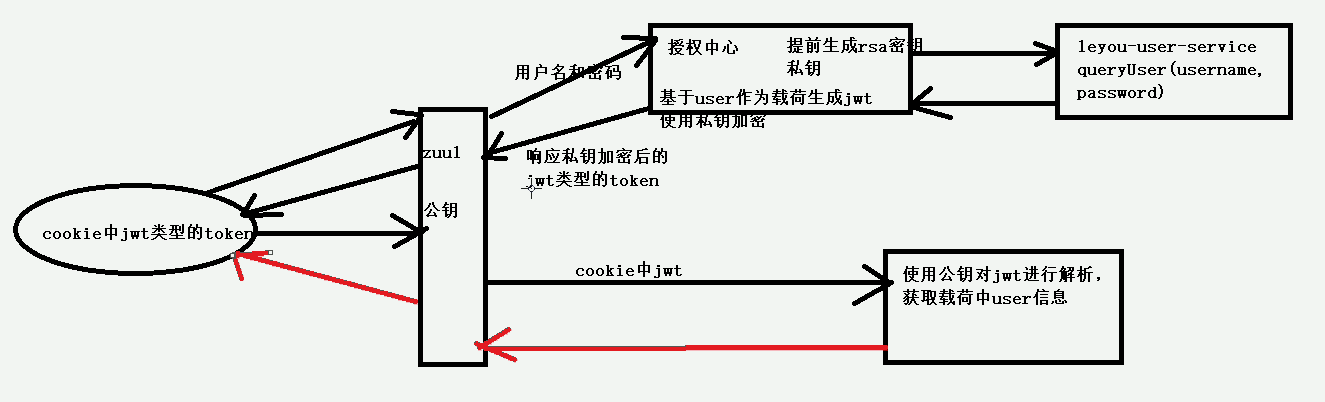 授权中心
提前生成rsa密钥
私钥
基于user作为载荷生成jwt
使用私钥加密
leyou-user-service
queryUser(username,
password)
用户名和密码
响应私钥加密后的
jwt类型的token
zuul
公钥
cookie中jwt类型的token
cookie中jwt
使用公钥对jwt进行解析，
获取载荷中user信息